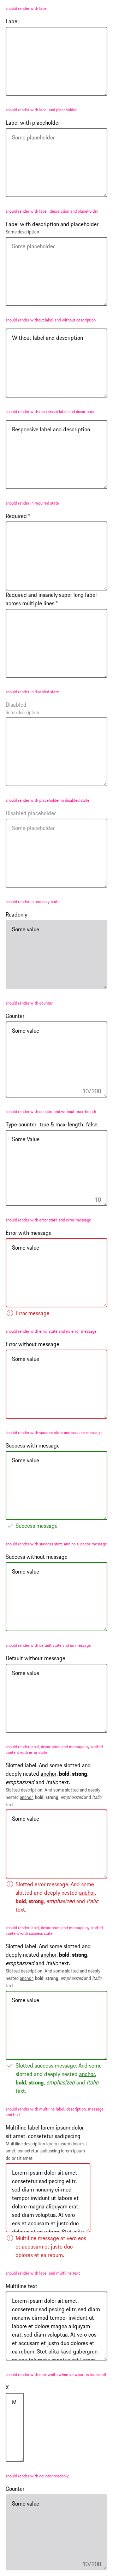 should render with label
Label
should render with label and placeholder
Label with placeholder
Some placeholder
should render with label, description and placeholder
Label with description and placeholder
Some description
Some placeholder
should render without label and without description
Without label and description
should render with responsive label and description
Responsive label and description
should render in required state
Required *
Required and insanely super long label
across multiple lines *
should render in disabled state
Disabled
Some description
should render with placeholder in disabled state
Disabled placeholder
Some placeholder
should render in readonly state
Readonly
Some value
should render with counter
Counter
Some value
10/200
should render with counter and without max-length
Type counter=true & max-length=false
Some Value
10
should render with error state and error message
Error with message
Some value
Error message
should render with error state and no error message
Error without message
Some value
should render with success state and success message
Success with message
Some value
Success message
should render with success state and no success message
Success without message
Some value
should render with default state and no message
Default without message
Some value
should render label, description and message by slotted
content with error state
Slotted label. And some slotted and
deeply nested anchor, bold, strong,
emphasized and italic text.
Slotted description. And some slotted and deeply
nested anchor, bold, strong, emphasized and italic
text.
Some value
Slotted error message. And some
slotted and deeply nested anchor,
bold, strong, emphasized and italic
text.
should render label, description and message by slotted
content with success state
Slotted label. And some slotted and
deeply nested anchor, bold, strong,
emphasized and italic text.
Slotted description. And some slotted and deeply
nested anchor, bold, strong, emphasized and italic
text.
Some value
Slotted success message. And some
slotted and deeply nested anchor,
bold, strong, emphasized and italic
text.
should render with multiline label, description, message
and text
Multiline label lorem ipsum dolor
sit amet, consetetur sadipscing
Multiline description lorem ipsum dolor
sit amet, consetetur sadipscing lorem ipsum
dolor sit amet
Lorem ipsum dolor sit amet,
consetetur sadipscing elitr,
sed diam nonumy eirmod
tempor invidunt ut labore et
dolore magna aliquyam erat,
sed diam voluptua. At vero
eos et accusam et justo duo
Multiline message at vero eos
et accusam et justo duo
dolores et ea rebum.
should render with label and multiline text
Multiline text
Lorem ipsum dolor sit amet,
consetetur sadipscing elitr, sed diam
nonumy eirmod tempor invidunt ut
labore et dolore magna aliquyam
erat, sed diam voluptua. At vero eos
et accusam et justo duo dolores et
ea rebum. Stet clita kasd gubergren,
should render with min width when viewport is too small
X
M
should render with counter readonly
Counter
Some value
10/200